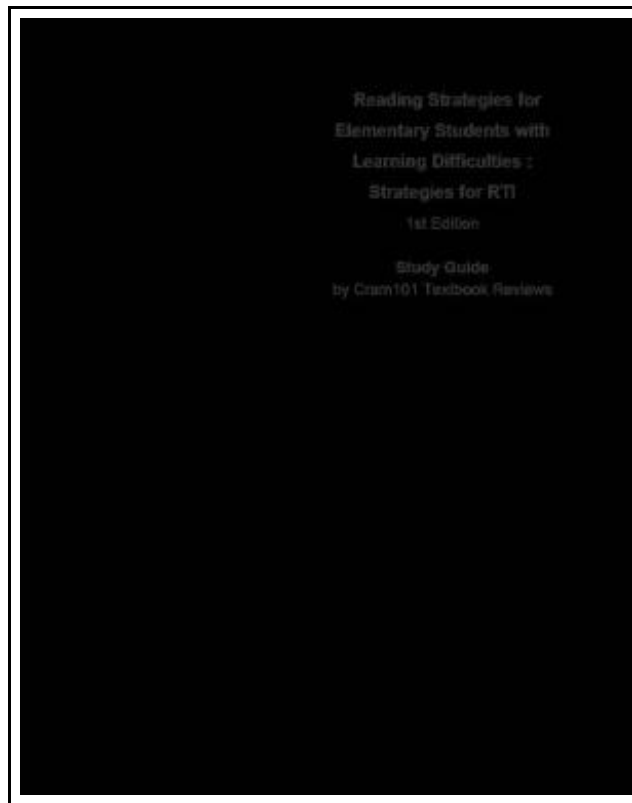 Reading Strategies for
Elementary Students with
Learning Difficulties :
Strategies for RTI
1st Edition
Study Guide
by Cram101 Textbook Reviews